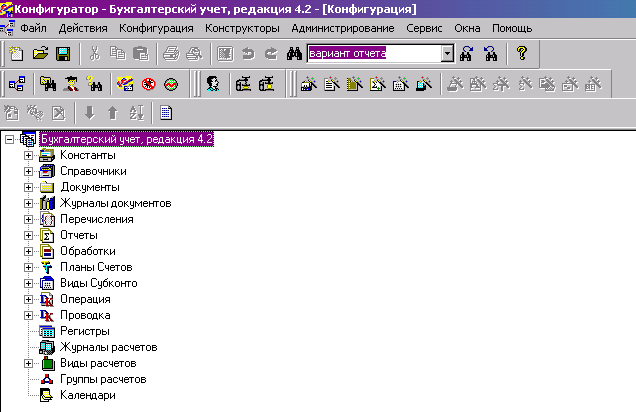 Конфигуратор - Бухгалтерский учет, редакция 4.2 - [Конфигурация]
Файл Действия Конфигурация Конструкторы Администрирование Сервис Окна Помощь
вариант отчета
Бухгалтерский учет, редакция 4.2
Константы
Справочники
Документы
Журналы документов
Перечисления
Отчеты
Обработки
Планы Счетов
Виды Субконто
Операция
Проводка
Регистры
Журналы расчетов
Виды расчетов
Группы расчетов
Календари